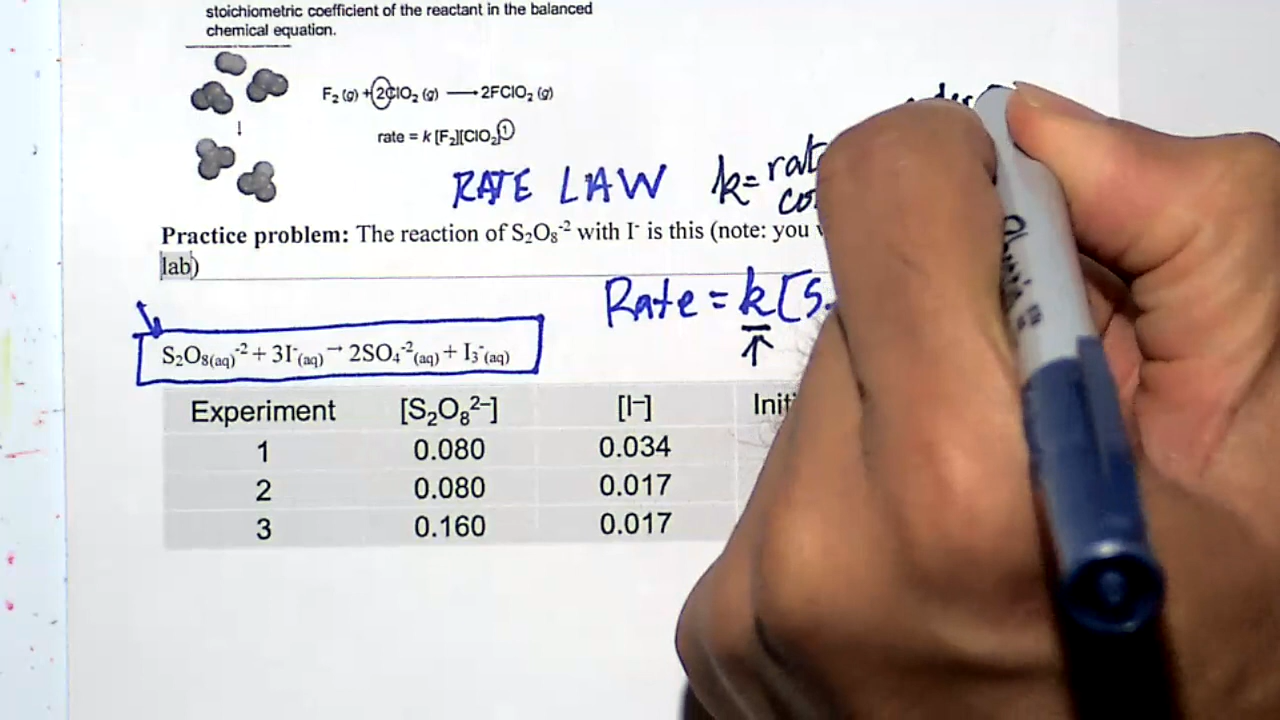 stoichiometric coefficient of the reactant in the balanced
chemical equation.
F₂ (g) + 2ClO₂ (g) → 2FClO₂ (g)
rate = k [F₂][ClO₂]¹
RATE LAW k =
Practice problem: The reaction of S₂O₈⁻² with I⁻ is this (note: you
lab)
Rate = k [S
S₂O₈(aq)⁻² + 3I⁻(aq) → 2SO₄⁻²(aq) + I₃⁻(aq)
Experiment [S₂O₈²⁻] [I⁻]
1 0.080 0.034
2 0.080 0.017
3 0.160 0.017